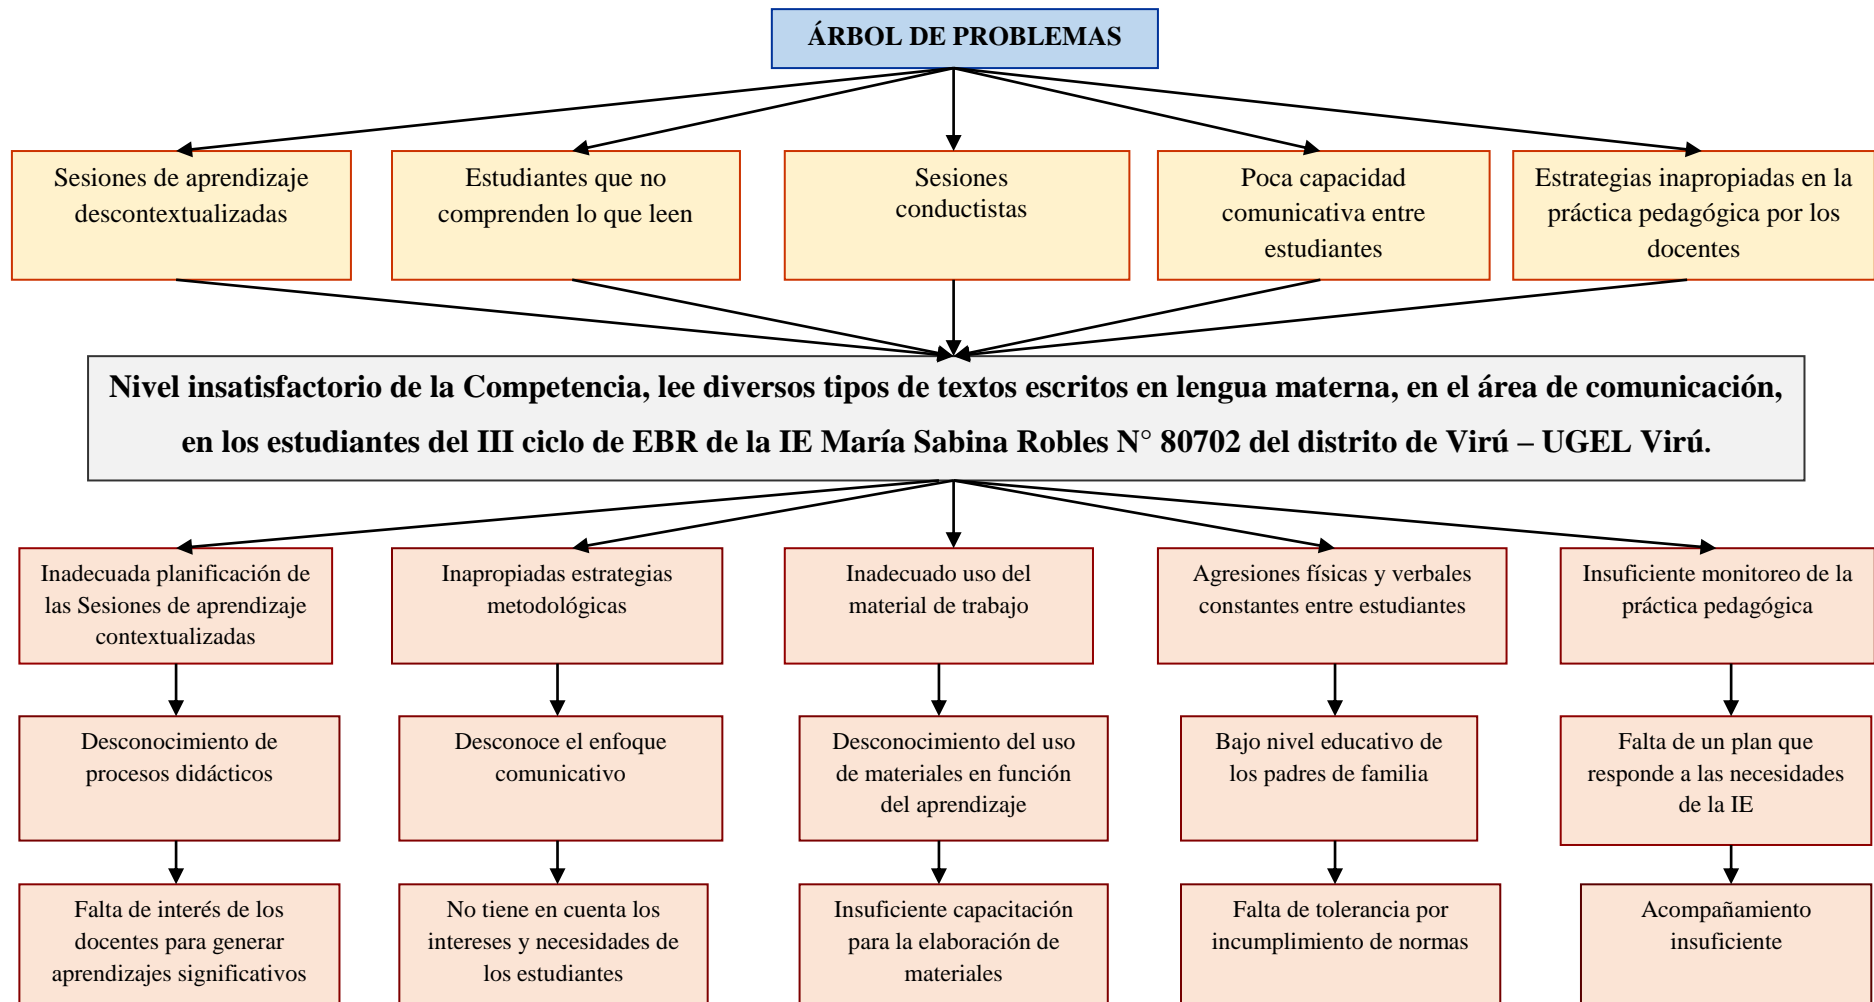 ÁRBOL DE PROBLEMAS
Sesiones de aprendizaje
descontextualizadas
Estudiantes que no
comprenden lo que leen
Sesiones
conductistas
Poca capacidad
comunicativa entre
estudiantes
Estrategias inapropiadas en la
práctica pedagógica por los
docentes
Nivel insatisfactorio de la Competencia, lee diversos tipos de textos escritos en lengua materna, en el área de comunicación,
en los estudiantes del III ciclo de EBR de la IE María Sabina Robles N° 80702 del distrito de Virú – UGEL Virú.
Inadecuada planificación de
las Sesiones de aprendizaje
contextualizadas
Inapropiadas estrategias
metodológicas
Inadecuado uso del
material de trabajo
Agresiones físicas y verbales
constantes entre estudiantes
Insuficiente monitoreo de la
práctica pedagógica
Desconocimiento de
procesos didácticos
Desconoce el enfoque
comunicativo
Desconocimiento del uso
de materiales en función
del aprendizaje
Bajo nivel educativo de
los padres de familia
Falta de un plan que
responde a las necesidades
de la IE
Falta de interés de los
docentes para generar
aprendizajes significativos
No tiene en cuenta los
intereses y necesidades de
los estudiantes
Insuficiente capacitación
para la elaboración de
materiales
Falta de tolerancia por
incumplimiento de normas
Acompañamiento
insuficiente